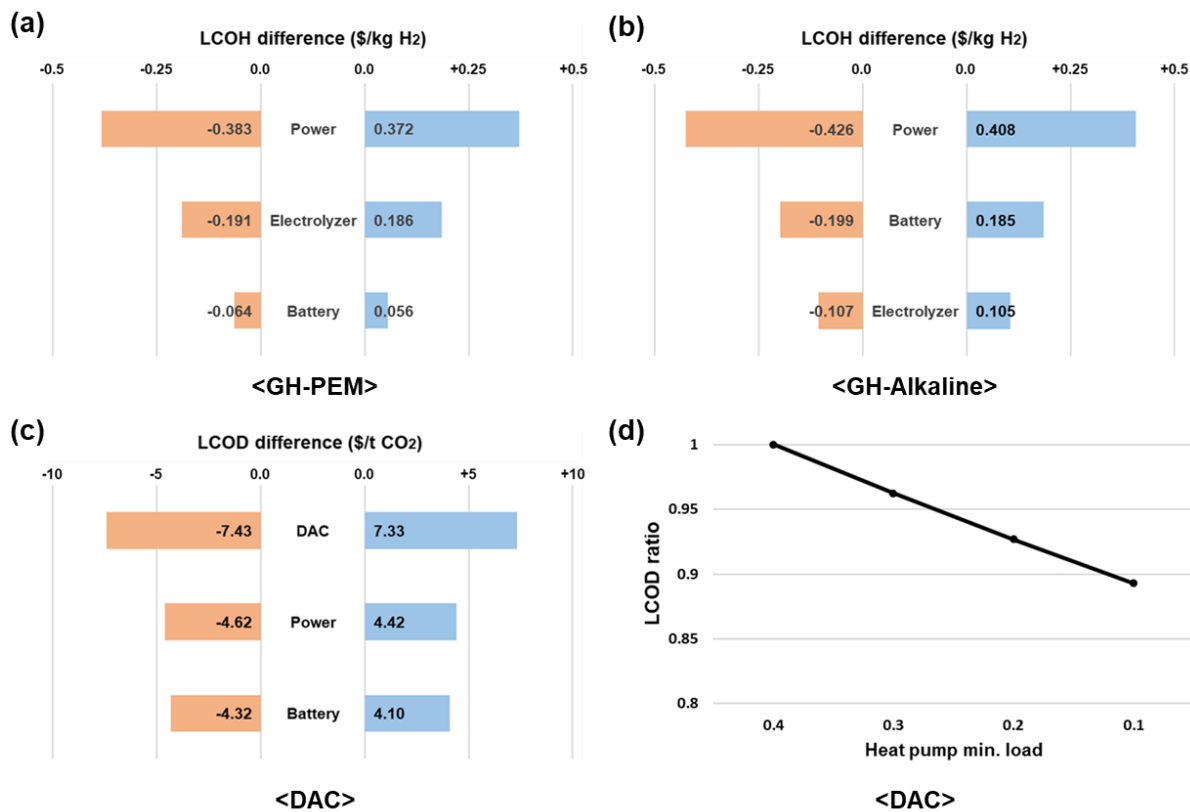 (a)
LCOH difference ($/kg H2)
-0.5 -0.25 0.0 0.0 +0.25 +0.5
-0.383 Power 0.372
-0.191 Electrolyzer 0.186
-0.064 Battery 0.056
<GH-PEM>
(b)
LCOH difference ($/kg H2)
-0.5 -0.25 0.0 0.0 +0.25 +0.5
-0.426 Power 0.408
-0.199 Battery 0.185
-0.107 Electrolyzer 0.105
<GH-Alkaline>
(c)
LCOD difference ($/t CO2)
-10 -5 0.0 0.0 +5 +10
-7.43 DAC 7.33
-4.62 Power 4.42
-4.32 Battery 4.10
<DAC>
(d)
LCOD ratio
1
0.95
0.9
0.85
0.8
0.4 0.3 0.2 0.1
Heat pump min. load
<DAC>